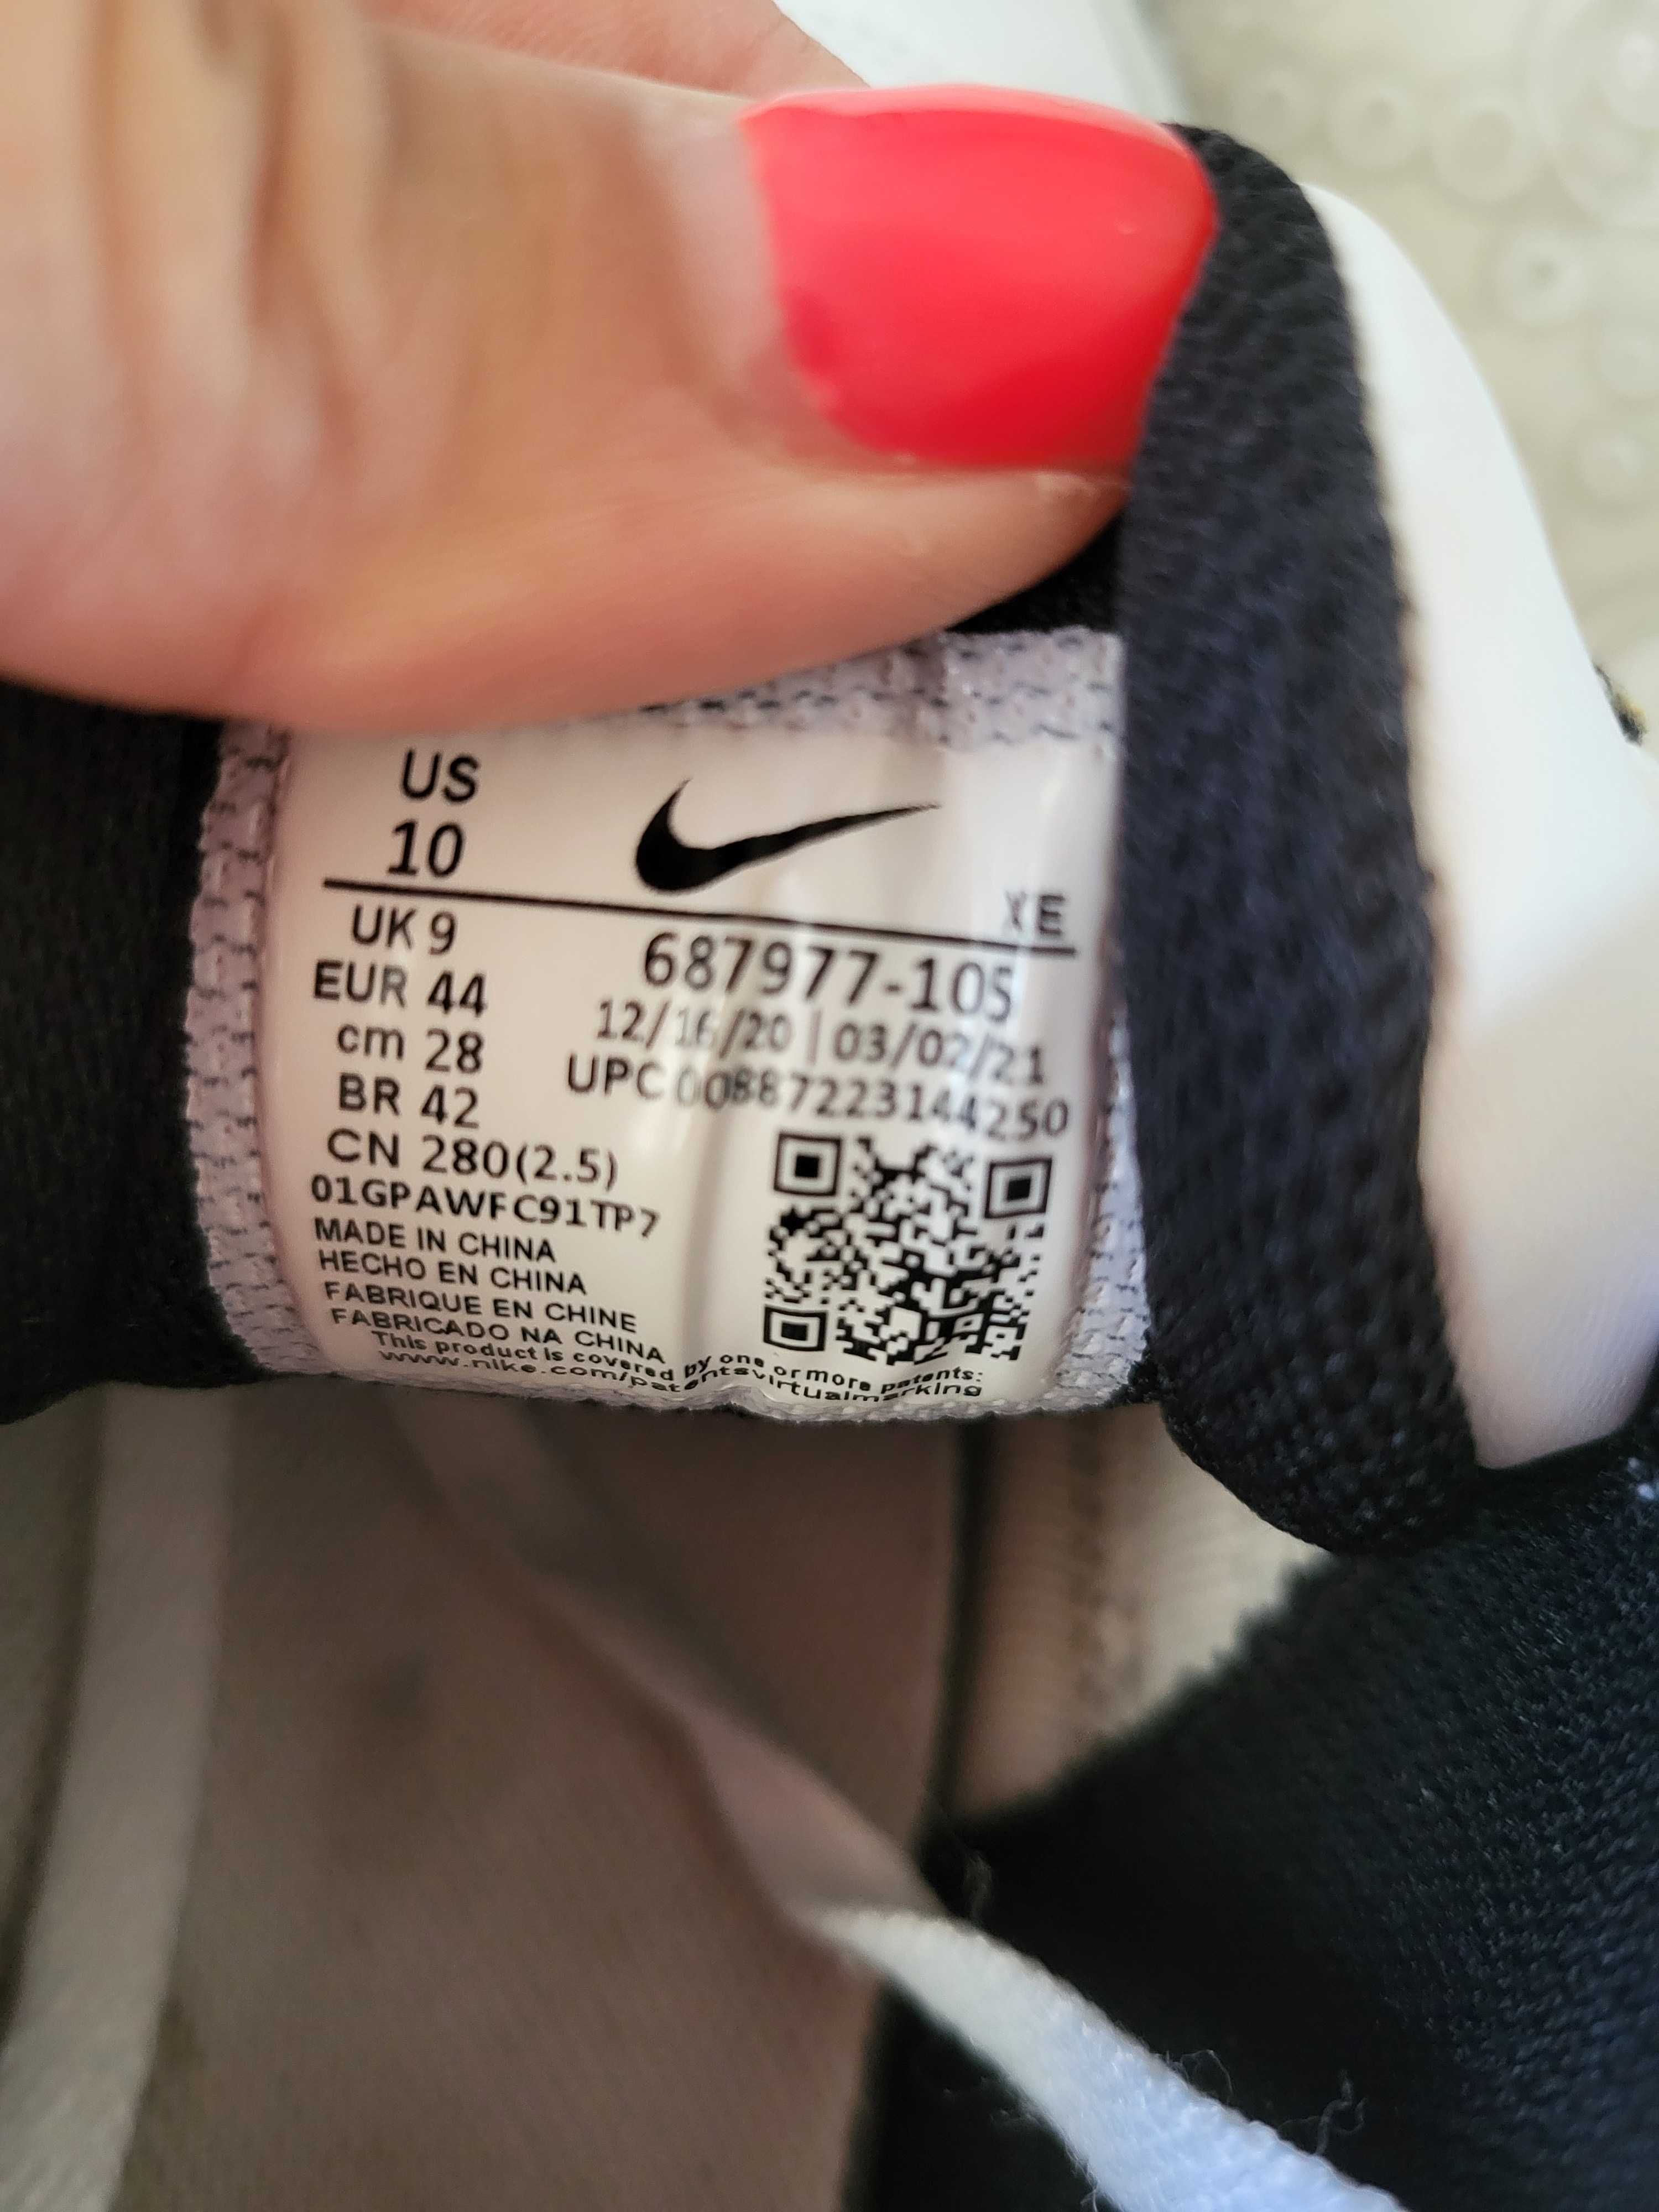 US
10
XE
UK 9
EUR 44
cm 28
BR 42
CN 280(2.5)
687977-105
12/16/20 | 03/02/21
UPC 00887223144250
01GPAWFC91TP7
MADE IN CHINA
HECHO EN CHINA
FABRIQUE EN CHINE
FABRICADO NA CHINA
This product is covered by one or more patents:
www.nike.com/patentsvirtualmarking